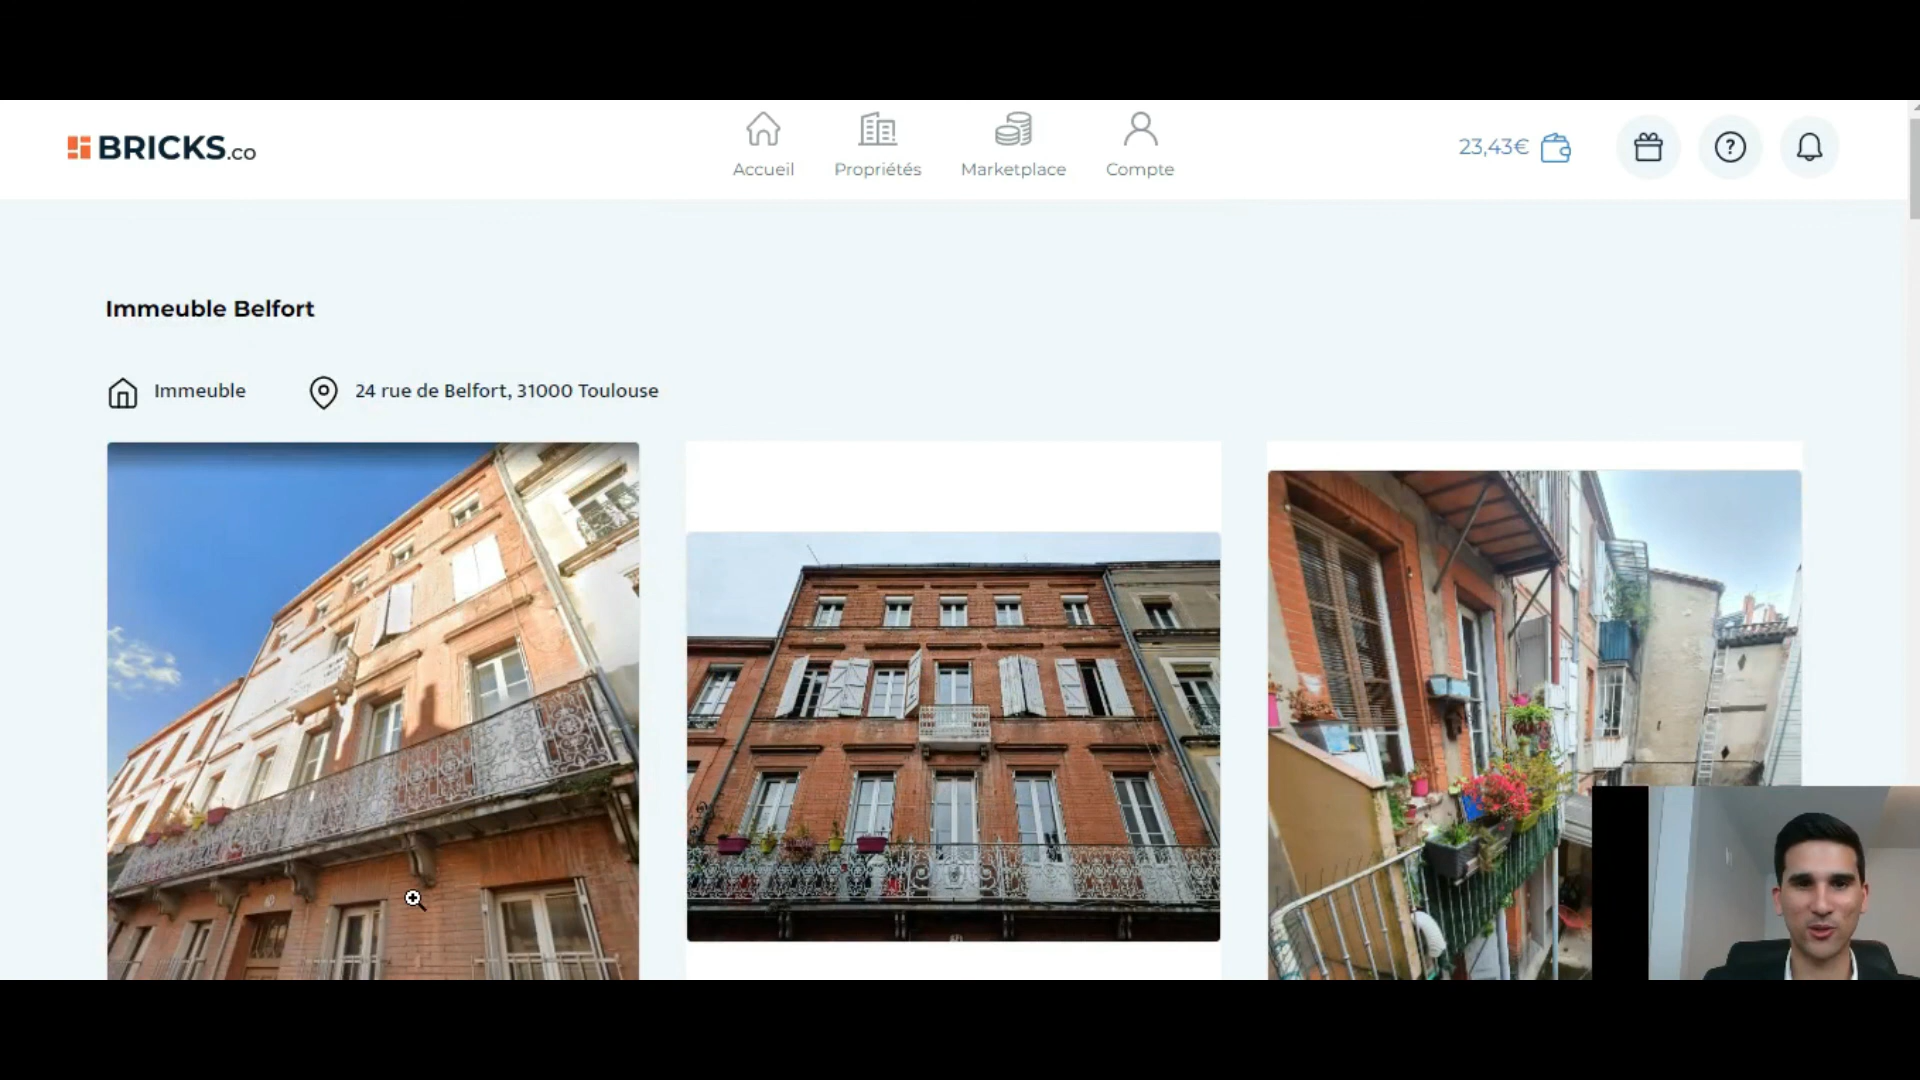 BRICKS.co
Accueil
Propriétés
Marketplace
Compte
23,43€
?
Immeuble Belfort
Immeuble
24 rue de Belfort, 31000 Toulouse